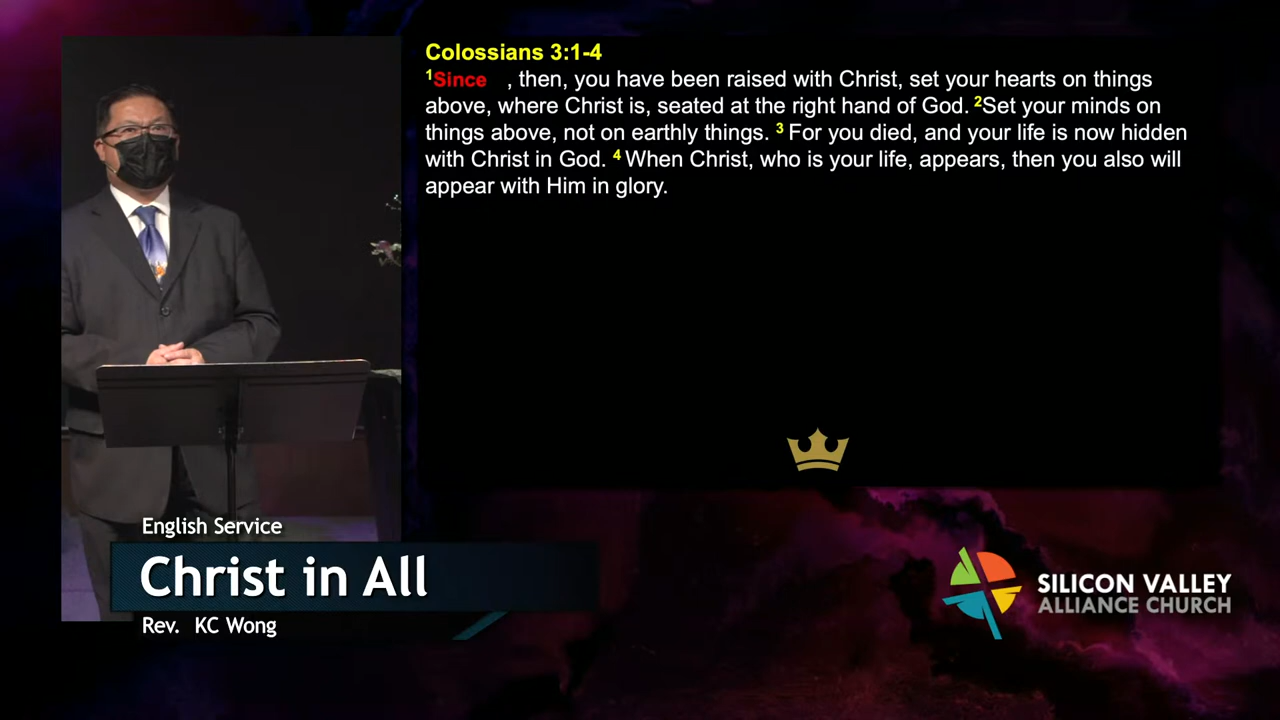 Colossians 3:1-4
1Since , then, you have been raised with Christ, set your hearts on things
above, where Christ is, seated at the right hand of God. 2Set your minds on
things above, not on earthly things. 3 For you died, and your life is now hidden
with Christ in God. 4 When Christ, who is your life, appears, then you also will
appear with Him in glory.
English Service
Christ in All
Rev. KC Wong
SILICON VALLEY
ALLIANCE CHURCH